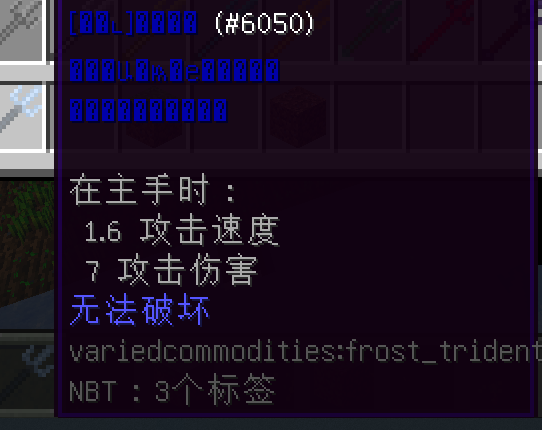 (#6050)
在主手时：
1.6 攻击速度
7 攻击伤害
无法破坏
variedcommodities:frost_trident
NBT：3个标签